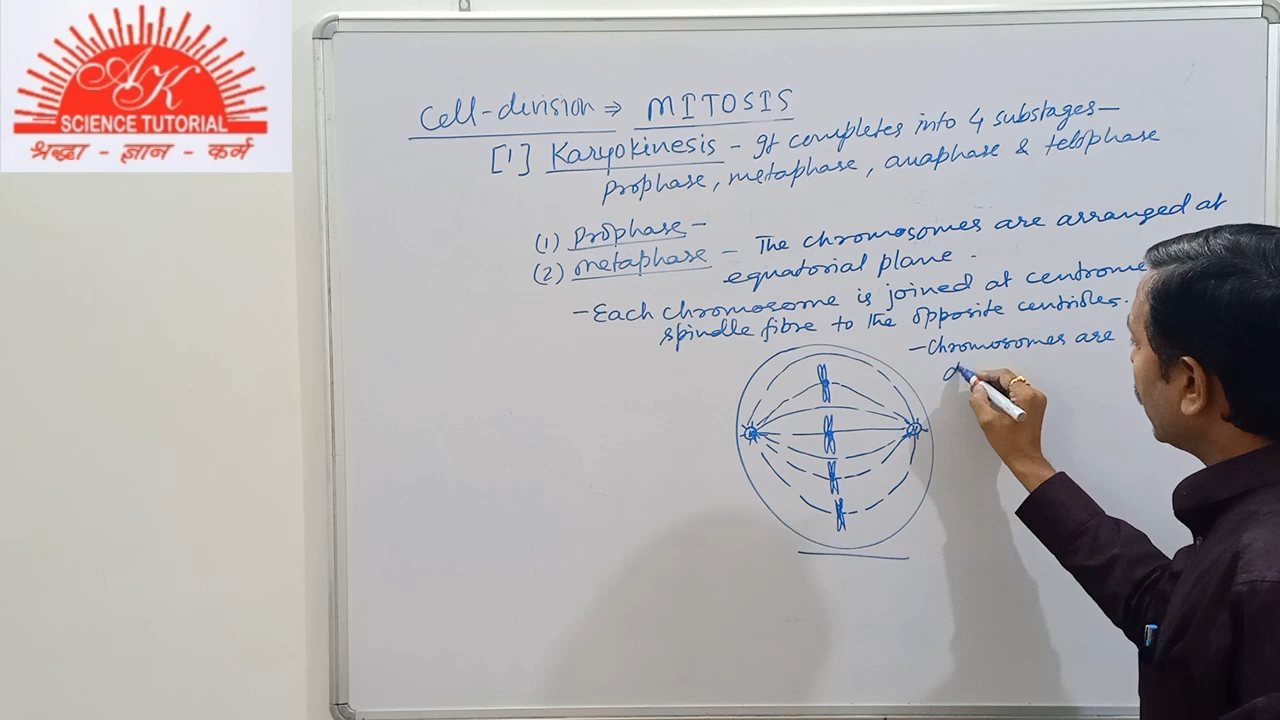 AK
SCIENCE TUTORIAL
श्रद्धा - ज्ञान - कर्म
Cell-division ⇒ MITOSIS
[1] Karyokinesis - It completes into 4 substages-
Prophase, metaphase, anaphase & telophase
(1) Prophase -
(2) metaphase - The chromosomes are arranged at
equatorial plane.
- Each chromosome is joined at
spindle fibre to the opposite centrioles.
- Chromosomes are